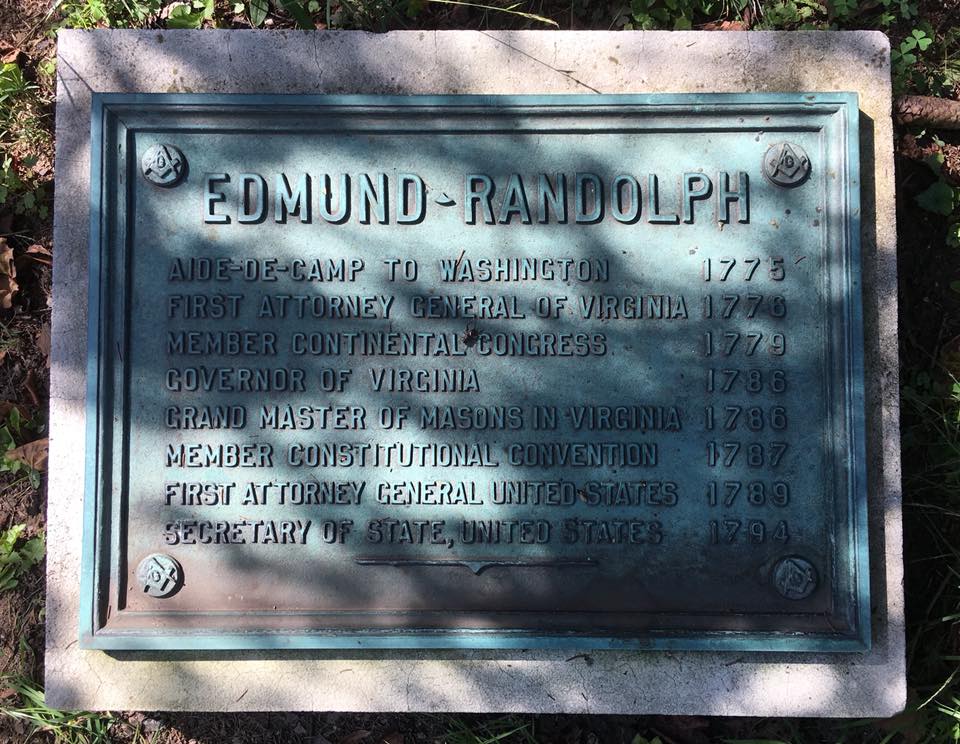 EDMUND-RANDOLPH
AIDE-DE-CAMP TO WASHINGTON 1775
FIRST ATTORNEY GENERAL OF VIRGINIA 1776
MEMBER CONTINENTAL CONGRESS 1779
GOVERNOR OF VIRGINIA 1786
GRAND MASTER OF MASONS IN VIRGINIA 1786
MEMBER CONSTITUTIONAL CONVENTION 1787
FIRST ATTORNEY GENERAL UNITED STATES 1789
SECRETARY OF STATE, UNITED STATES 1794